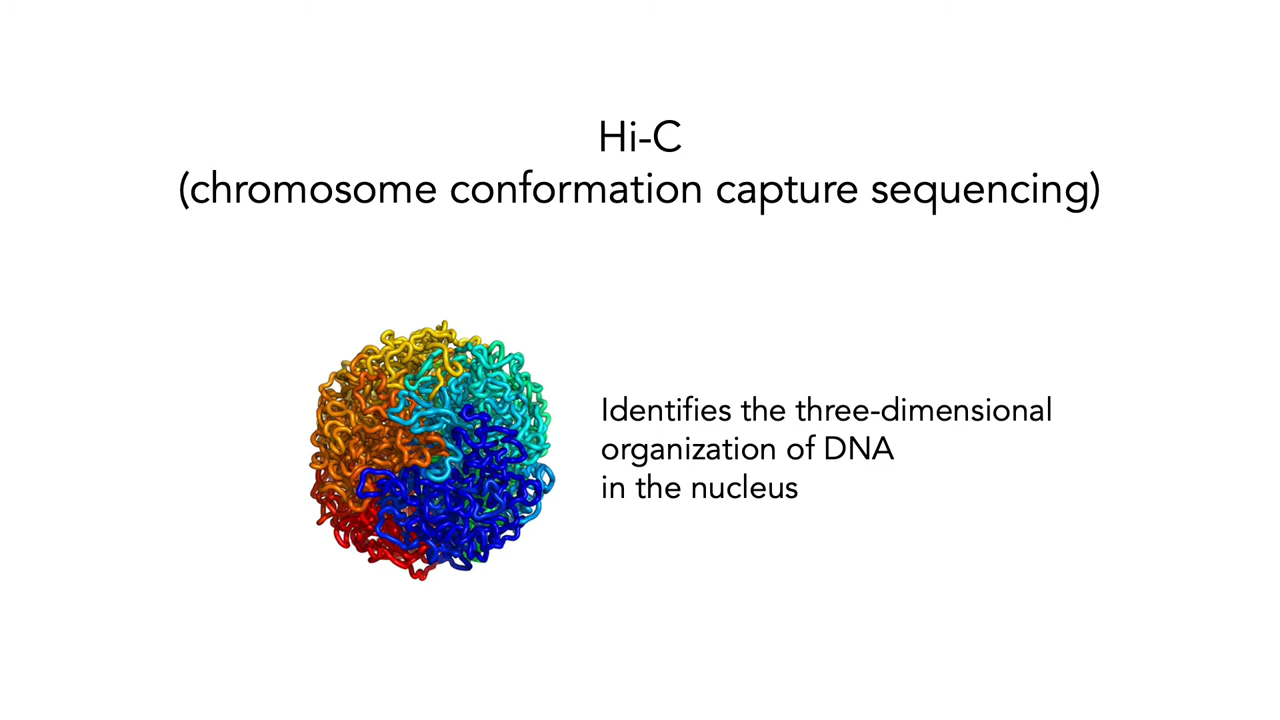 Hi-C
(chromosome conformation capture sequencing)
Identifies the three-dimensional
organization of DNA
in the nucleus